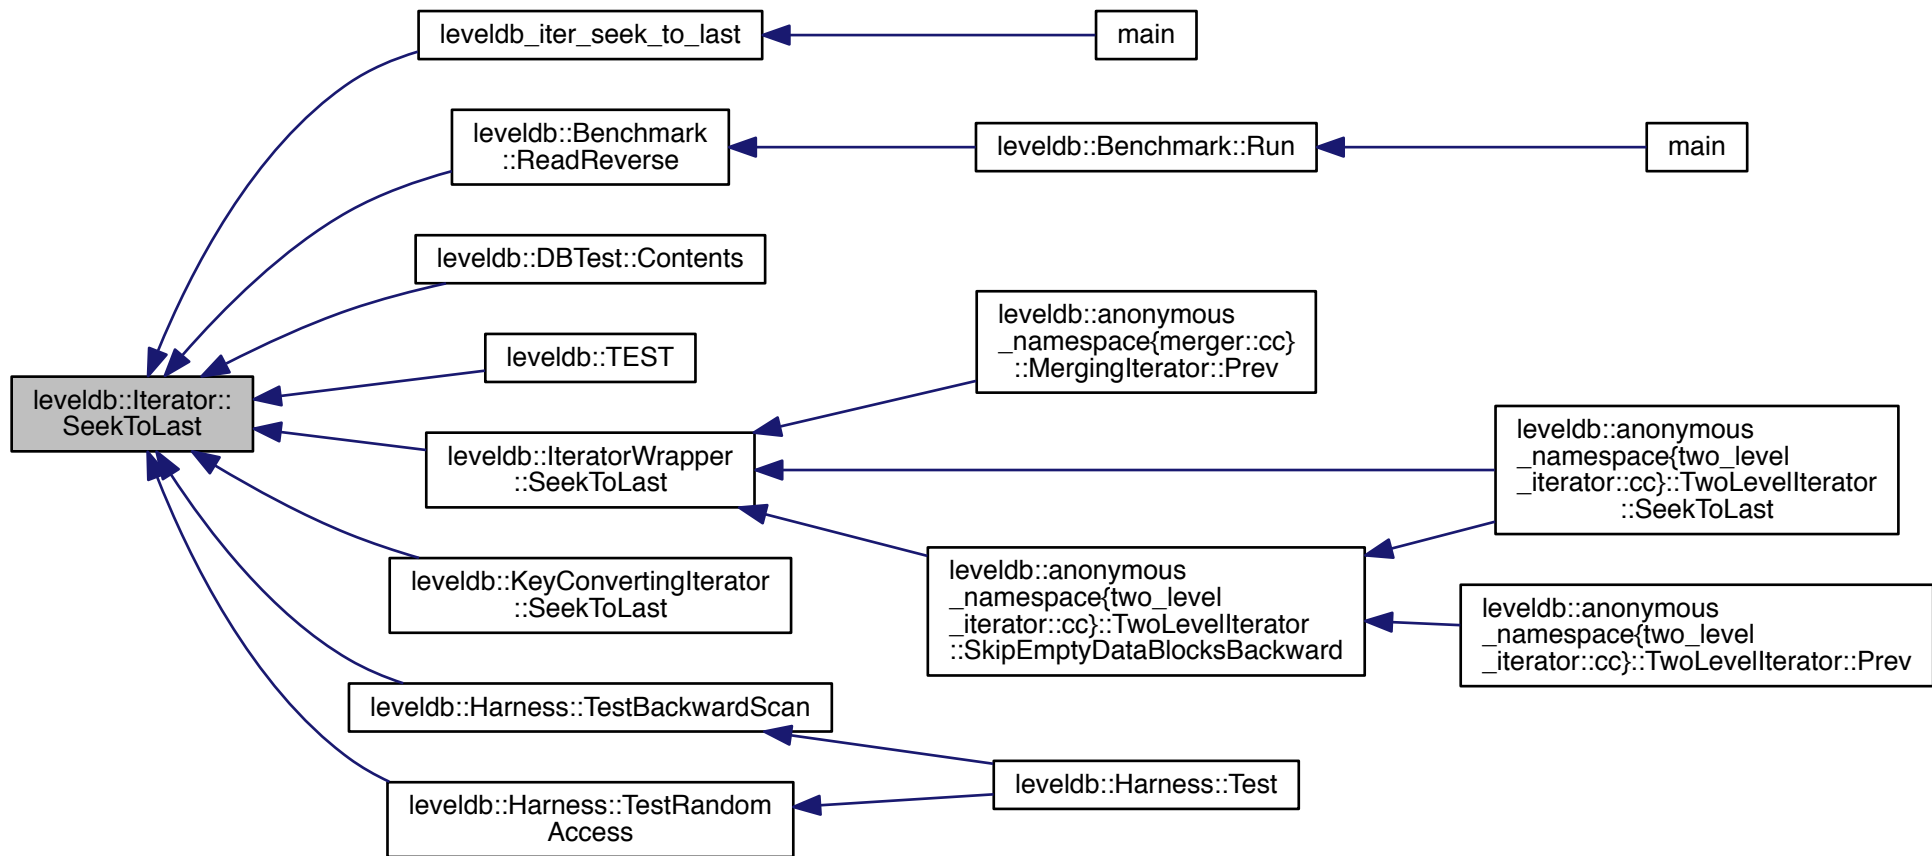 leveldb_iter_seek_to_last
main
leveldb::Benchmark
::ReadReverse
leveldb::Benchmark::Run
main
leveldb::DBTest::Contents
leveldb::TEST
leveldb::Iterator::
SeekToLast
leveldb::IteratorWrapper
::SeekToLast
leveldb::anonymous
_namespace{merger::cc}
::MergingIterator::Prev
leveldb::anonymous
_namespace{two_level
_iterator::cc}::TwoLevelIterator
::SeekToLast
leveldb::anonymous
_namespace{two_level
_iterator::cc}::TwoLevelIterator
::SkipEmptyDataBlocksBackward
leveldb::anonymous
_namespace{two_level
_iterator::cc}::TwoLevelIterator::Prev
leveldb::KeyConvertingIterator
::SeekToLast
leveldb::Harness::TestBackwardScan
leveldb::Harness::Test
leveldb::Harness::TestRandom
Access